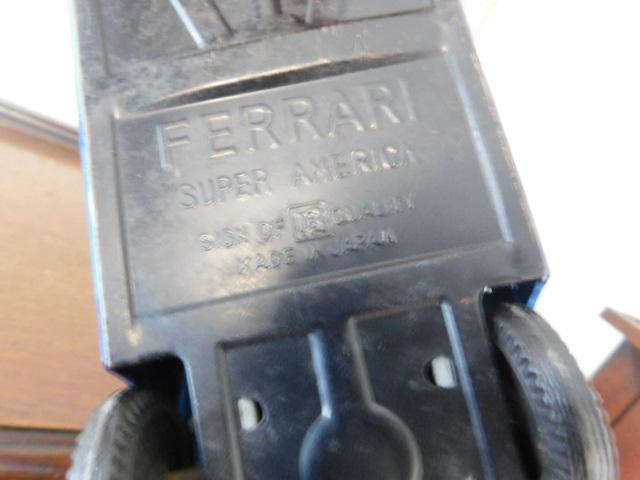 FERRARI
SUPER AMERICA
SIGN OF B QUALITY
MADE IN JAPAN